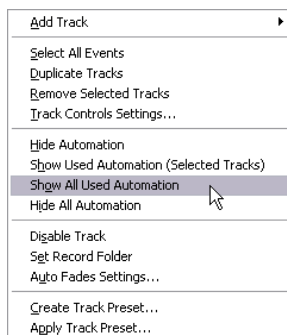 Add Track
Select All Events
Duplicate Tracks
Remove Selected Tracks
Track Controls Settings...
Hide Automation
Show Used Automation (Selected Tracks)
Show All Used Automation
Hide All Automation
Disable Track
Set Record Folder
Auto Fades Settings...
Create Track Preset...
Apply Track Preset...